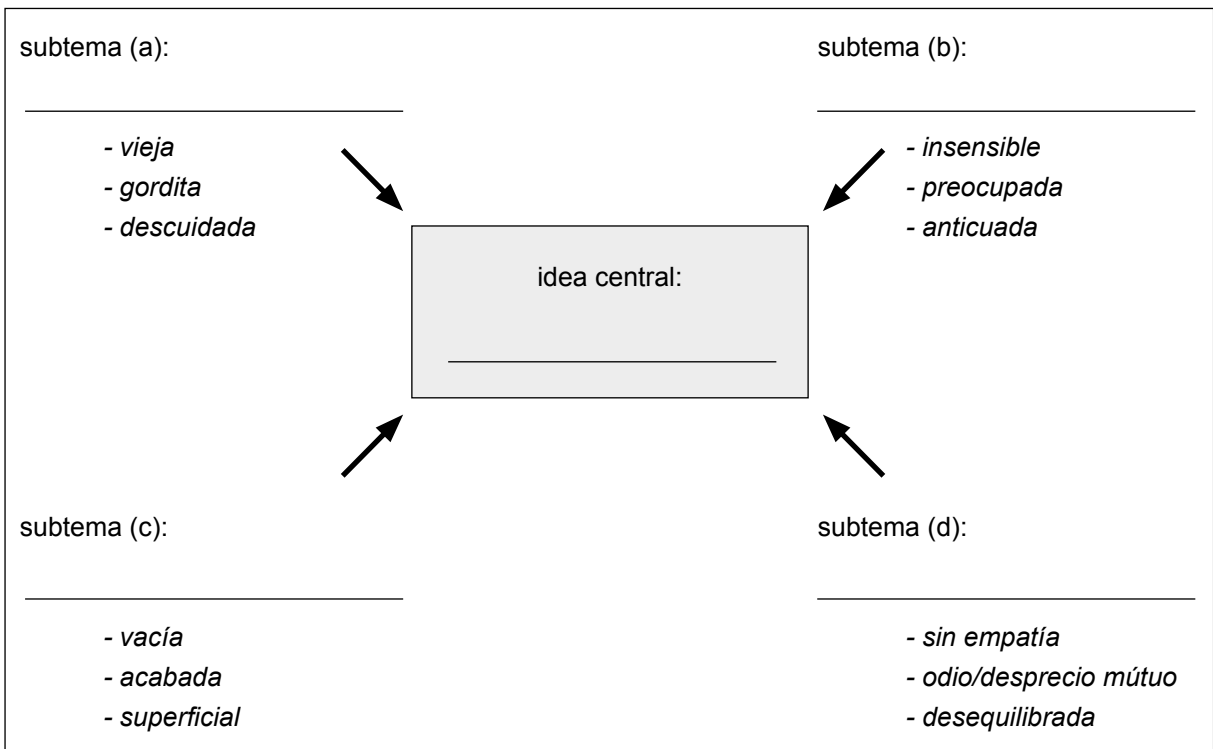 subtema (a):
- vieja
- gordita
- descuidada
subtema (b):
- insensible
- preocupada
- anticuada
idea central:
subtema (c):
- vacía
- acabada
- superficial
subtema (d):
- sin empatía
- odio/desprecio mútuo
- desequilibrada